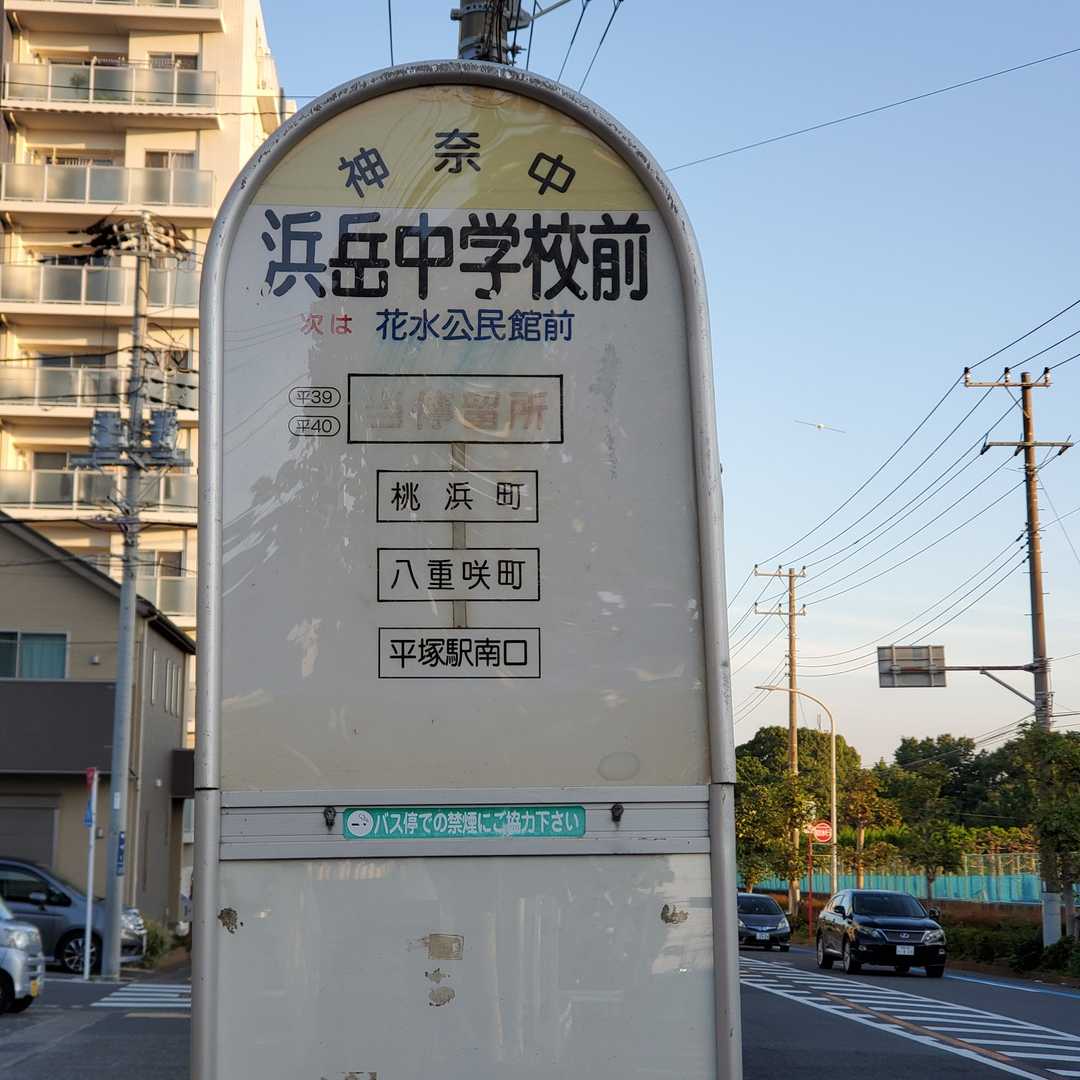 神奈中
浜岳中学校前
次は 花水公民館前
平39
平40
当停留所
桃浜町
八重咲町
平塚駅南口
バス停での禁煙にご協力下さい